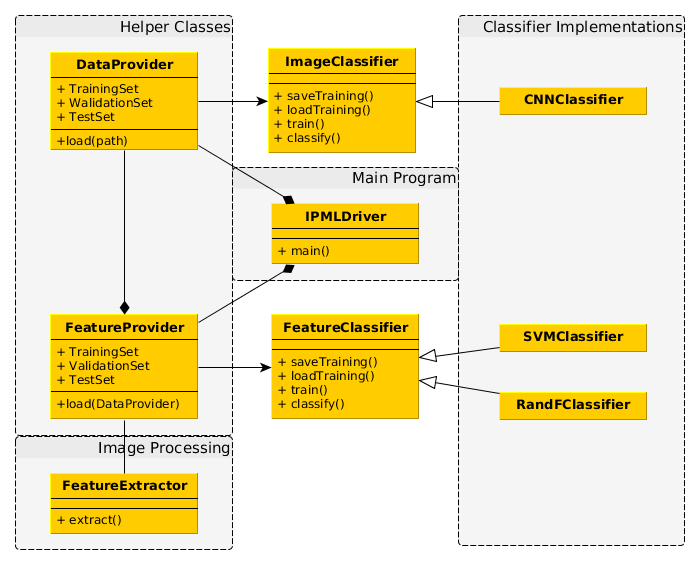 Helper Classes
DataProvider
+ TrainingSet
+ WalidationSet
+ TestSet
+load(path)
ImageClassifier
+ saveTraining()
+ loadTraining()
+ train()
+ classify()
Classifier Implementations
CNNClassifier
Main Program
IPMLDriver
+ main()
FeatureProvider
+ TrainingSet
+ ValidationSet
+ TestSet
+load(DataProvider)
FeatureClassifier
+ saveTraining()
+ loadTraining()
+ train()
+ classify()
SVMClassifier
RandFClassifier
Image Processing
FeatureExtractor
+ extract()